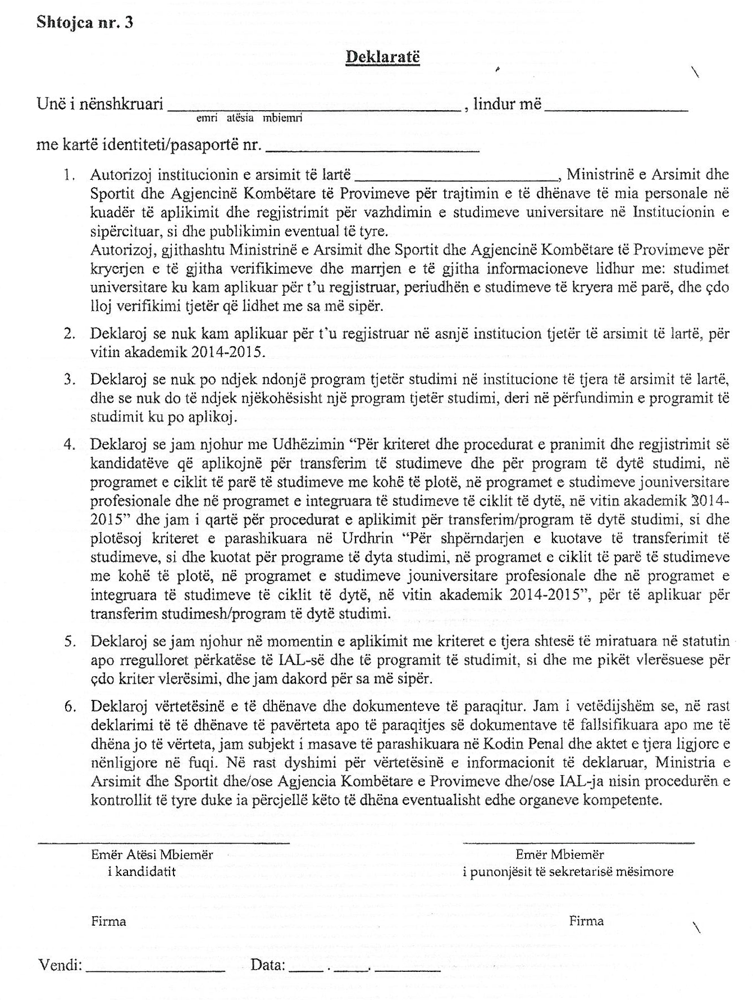 Shtojca nr. 3
Deklaratë
Unë i nënshkruari ____________________ , lindur më ____________________
emri atësia mbiemri
me kartë identiteti/pasaportë nr. ____________________
1. Autorizoj institucionin e arsimit të lartë ____________________, Ministrinë e Arsimit dhe
Sportit dhe Agjencinë Kombëtare të Provimeve për trajtimin e të dhënave të mia personale në
kuadër të aplikimit dhe regjistrimit për vazhdimin e studimeve universitare në Institucionin e
sipërcituar, si dhe publikimin eventual të tyre.
Autorizoj, gjithashtu Ministrinë e Arsimit dhe Sportit dhe Agjencinë Kombëtare të Provimeve për
kryerjen e të gjitha verifikimeve dhe marrjen e të gjitha informacioneve lidhur me: studimet
universitare ku kam aplikuar për t'u regjistruar, periudhën e studimeve të kryera më parë, dhe çdo
lloj verifikimi tjetër që lidhet me sa më sipër.
2. Deklaroj se nuk kam aplikuar për t'u regjistruar në asnjë institucion tjetër të arsimit të lartë, për
vitin akademik 2014-2015.
3. Deklaroj se nuk po ndjek ndonjë program tjetër studimi në institucione të tjera të arsimit të lartë,
dhe se nuk do të ndjek njëkohësisht një program tjetër studimi, deri në përfundimin e programit të
studimit ku po aplikoj.
4. Deklaroj se jam njohur me Udhëzimin “Për kriteret dhe procedurat e pranimit dhe regjistrimit së
kandidatëve që aplikojnë për transferim të studimeve dhe për program të dytë studimi, në
programet e ciklit të parë të studimeve me kohë të plotë, në programet e studimeve jouniversitare
profesionale dhe në programet e integruara të studimeve të ciklit të dytë, në vitin akademik 2014-
2015” dhe jam i qartë për procedurat e aplikimit për transferim/program të dytë studimi, si dhe
plotësoj kriteret e parashikuara në Urdhrin “Për shpërndarjen e kuotave të transferimit të
studimeve, si dhe kuotat për programe të dyta studimi, në programet e ciklit të parë të studimeve
me kohë të plotë, në programet e studimeve jouniversitare profesionale dhe në programet e
integruara të studimeve të ciklit të dytë, në vitin akademik 2014-2015”, për të aplikuar për
transferim studimesh/program të dytë studimi.
5. Deklaroj se jam njohur në momentin e aplikimit me kriteret e tjera shtesë të miratuara në statutin
apo rregulloret përkatëse të IAL-së dhe të programit të studimit, si dhe me pikët vlerësuese për
çdo kriter vlerësimi, dhe jam dakord për sa më sipër.
6. Deklaroj vërtetësinë e të dhënave dhe dokumenteve të paraqitur. Jam i vetëdijshëm se, në rast
deklarimi të të dhënave të pavërteta apo të paraqitjes së dokumentave të fallsifikuara apo me të
dhëna jo të vërteta, jam subjekt i masave të parashikuara në Kodin Penal dhe aktet e tjera ligjore e
nënligjore në fuqi. Në rast dyshimi për vërtetësinë e informacionit të deklaruar, Ministria e
Arsimit dhe Sportit dhe/ose Agjencia Kombëtare e Provimeve dhe/ose IAL-ja nisin procedurën e
kontrollit të tyre duke ia përcjellë këto të dhëna eventualisht edhe organeve kompetente.
Emër Atësi Mbiemër Emër Mbiemër
i kandidatit i punonjësit të sekretarisë mësimore
Firma Firma
Vendi: ____________________ Data: _____ . _____. __________